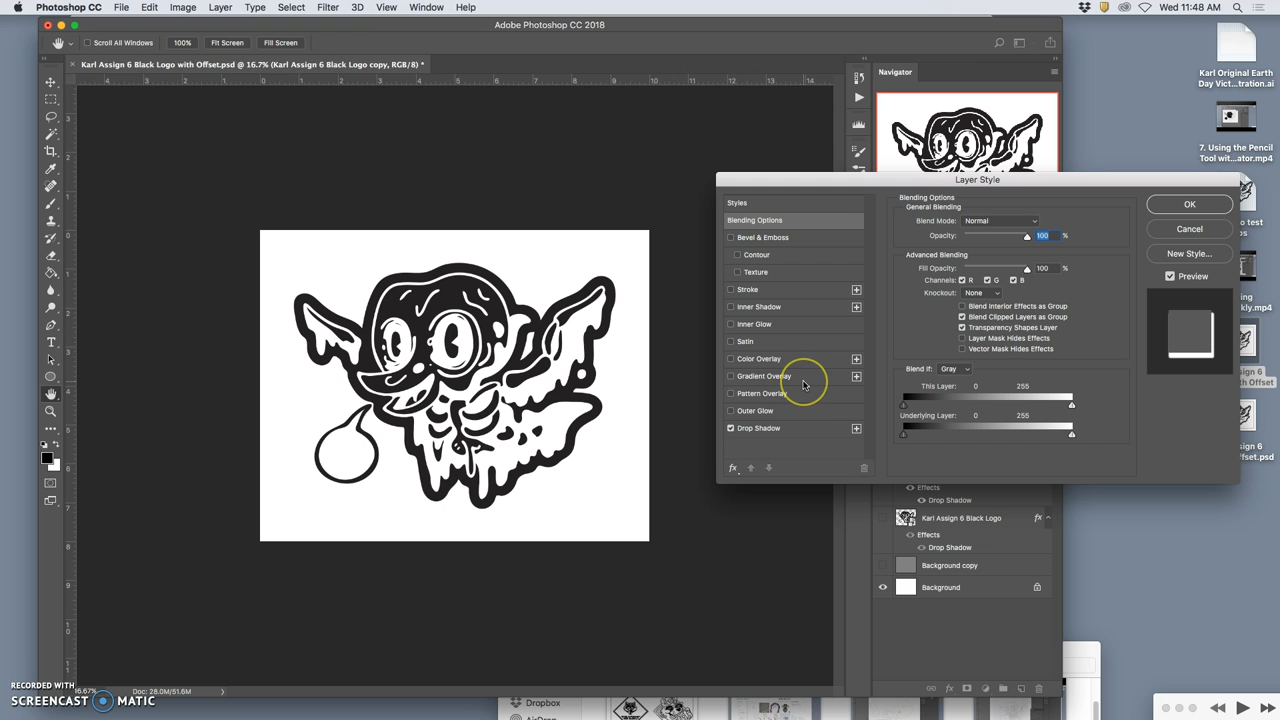 Photoshop CC File Edit Image Layer Type Select Filter 3D View Window Help Wed 11:48 AM
Adobe Photoshop CC 2018
Scroll All Windows 100% Fit Screen Fill Screen
Karl Assign 6 Black Logo with Offset.psd @ 16.7% (Karl Assign 6 Black Logo copy, RGB/8) *
Navigator
Karl Original Earth
Day Vict...tration.ai
7. Using the Pencil
Tool wit...ator.mp4
Layer Style
Styles
Blending Options
Bevel & Emboss
Contour
Texture
Stroke
Inner Shadow
Inner Glow
Satin
Color Overlay
Gradient Overlay
Pattern Overlay
Outer Glow
Drop Shadow
fx
Blending Options
General Blending
Blend Mode: Normal
Opacity: 100 %
Advanced Blending
Fill Opacity: 100 %
Channels: R G B
Knockout: None
Blend Interior Effects as Group
Blend Clipped Layers as Group
Transparency Shapes Layer
Layer Mask Hides Effects
Vector Mask Hides Effects
Blend If: Gray
This Layer: 0 255
Underlying Layer: 0 255
OK
Cancel
New Style...
Preview
Effects
Drop Shadow
Karl Assign 6 Black Logo fx
Effects
Drop Shadow
Background copy
Background
Doc: 28.0M/51.6M
RECORDED WITH
SCREENCAST MATIC
Dropbox